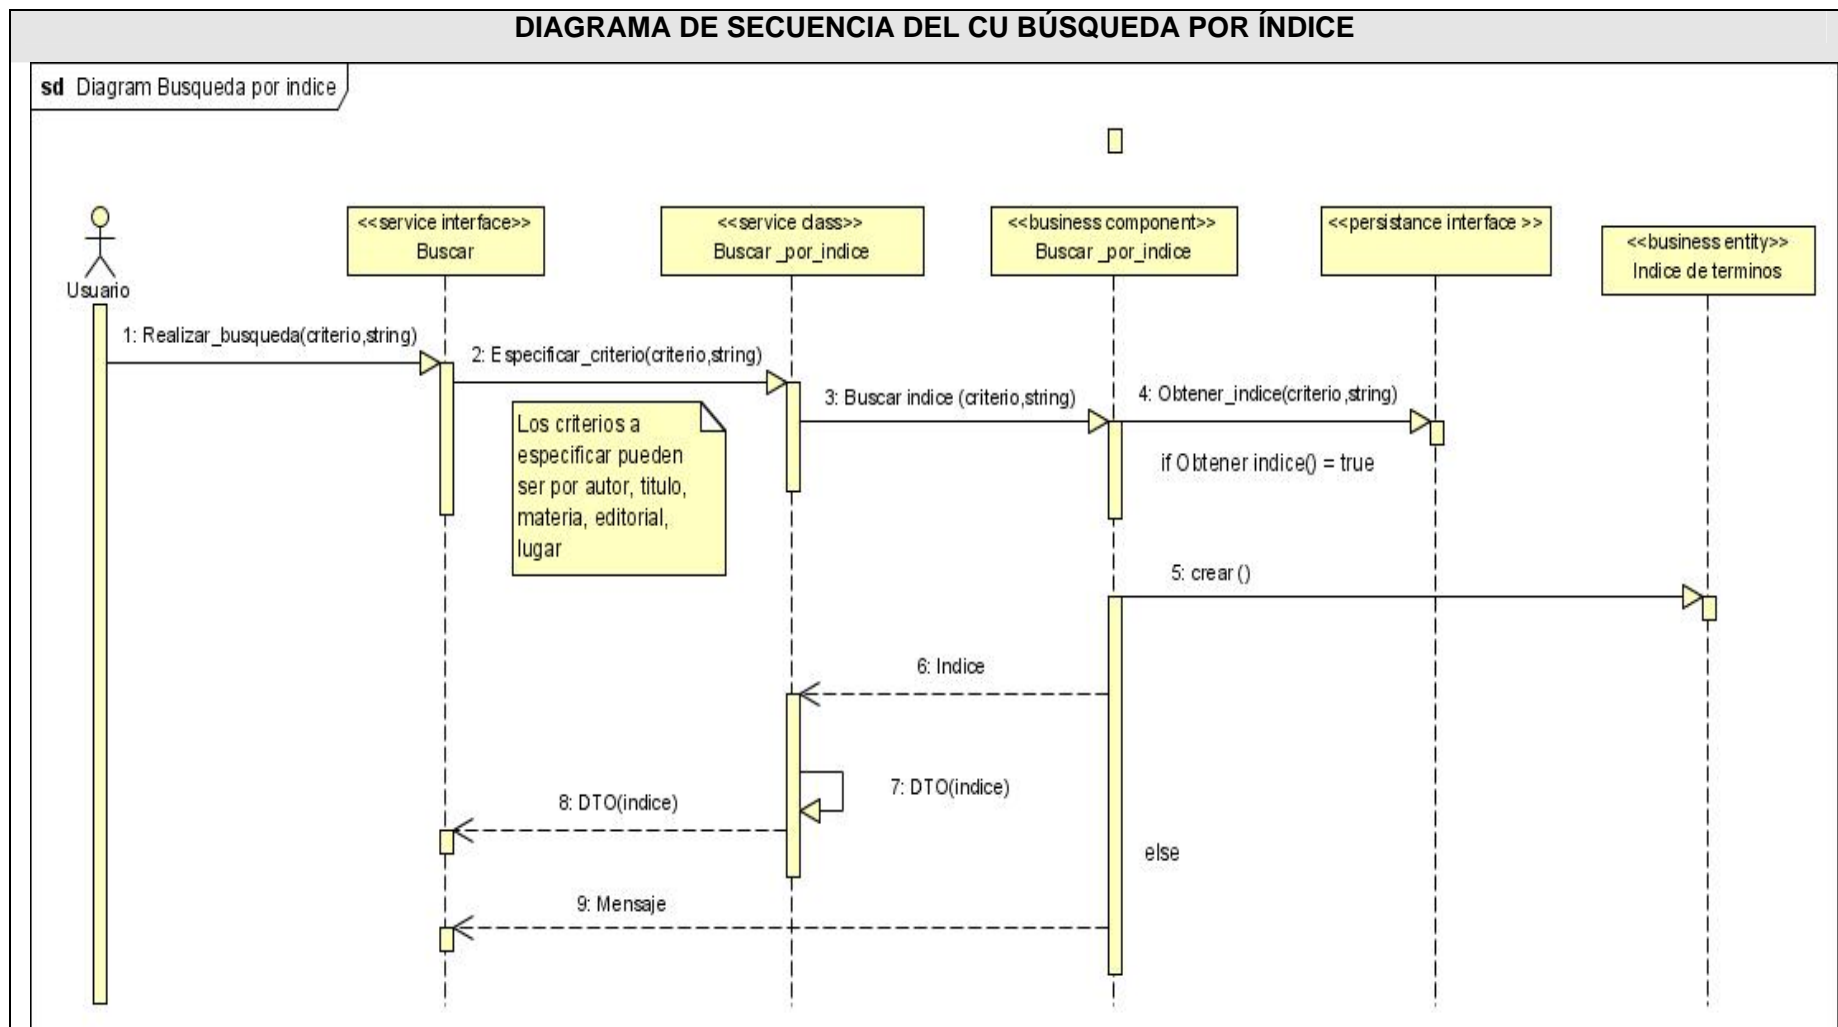 DIAGRAMA DE SECUENCIA DEL CU BÚSQUEDA POR ÍNDICE
sd Diagram Busqueda por indice
Usuario
<<service interface>>
Buscar
<<service class>>
Buscar _por_indice
<<business component>>
Buscar _por_indice
<<persistance interface >>
<<business entity>>
Indice de terminos
1: Realizar_busqueda(criterio,string)
2: Especificar_criterio(criterio,string)
3: Buscar indice (criterio,string)
4: Obtener_indice(criterio,string)
Los criterios a
especificar pueden
ser por autor, titulo,
materia, editorial,
lugar
if Obtener indice() = true
5: crear ()
6: Indice
7: DTO(indice)
8: DTO(indice)
else
9: Mensaje